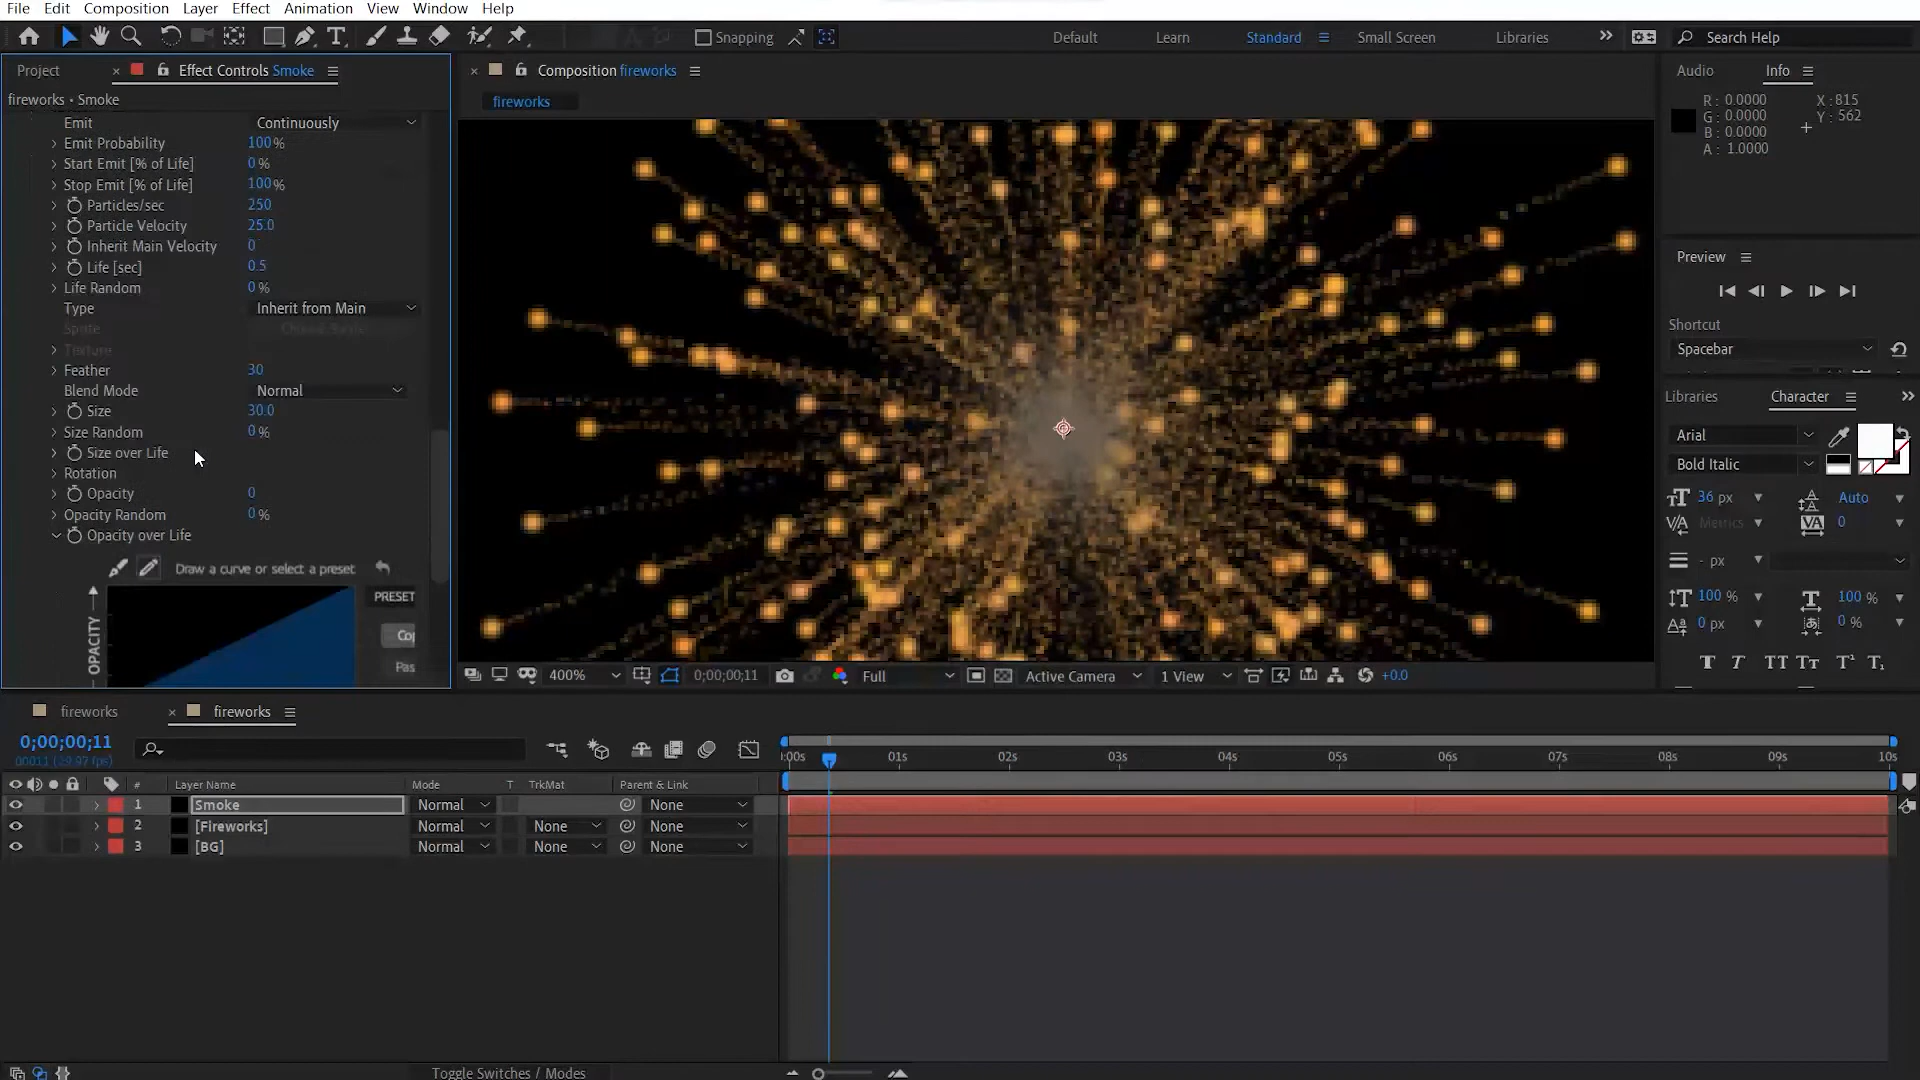 File Edit Composition Layer Effect Animation View Window Help
Snapping Default Learn Standard Small Screen Libraries Search Help
Project Effect Controls Smoke
Composition fireworks
Audio Info
fireworks • Smoke
fireworks
R : 0.0000 X : 815
G : 0.0000 Y : 562
B : 0.0000
A : 1.0000
Emit Continuously
Emit Probability 100 %
Start Emit [% of Life] 0 %
Stop Emit [% of Life] 100 %
Particles/sec 250
Particle Velocity 25.0
Inherit Main Velocity 0
Life [sec] 0.5
Life Random 0 %
Type Inherit from Main
Sprite
Texture
Feather 30
Blend Mode Normal
Size 30.0
Size Random 0 %
Size over Life
Rotation
Opacity 0
Opacity Random 0 %
Opacity over Life
Draw a curve or select a preset
OPACITY
PRESET
Cop
Pas
Preview
Shortcut
Spacebar
Libraries Character
Arial
Bold Italic
36 px Auto
Metrics 0
- px
100 % 100 %
0 px 0 %
400% 0;00;00;11 Full Active Camera 1 View +0.0
fireworks fireworks
0;00;00;11
00011 (29.97 fps)
:00s 01s 02s 03s 04s 05s 06s 07s 08s 09s 10s
# Layer Name Mode T TrkMat Parent & Link
1 Smoke Normal None
2 [Fireworks] Normal None None
3 [BG] Normal None None
Toggle Switches / Modes